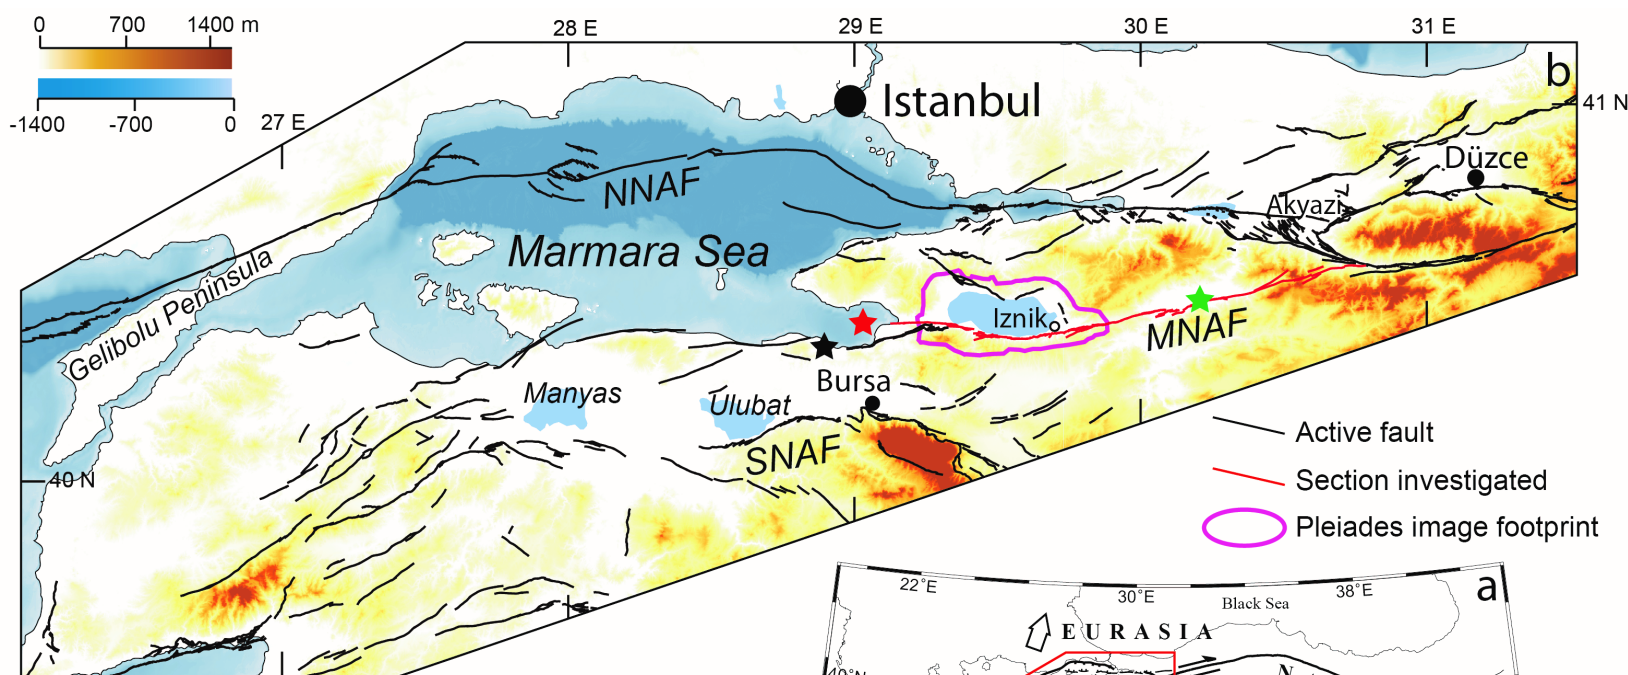 0 700 1400 m
-1400 -700 0
27 E
28 E
29 E
30 E
31 E
b
41 N
Istanbul
Düzce
NNAF
Akyazi
Marmara Sea
Gelibolu Peninsula
Iznik
MNAF
Bursa
Manyas
Ulubat
SNAF
40 N
Active fault
Section investigated
Pleiades image footprint
a
22°E
30°E
38°E
Black Sea
EURASIA
40°N
N